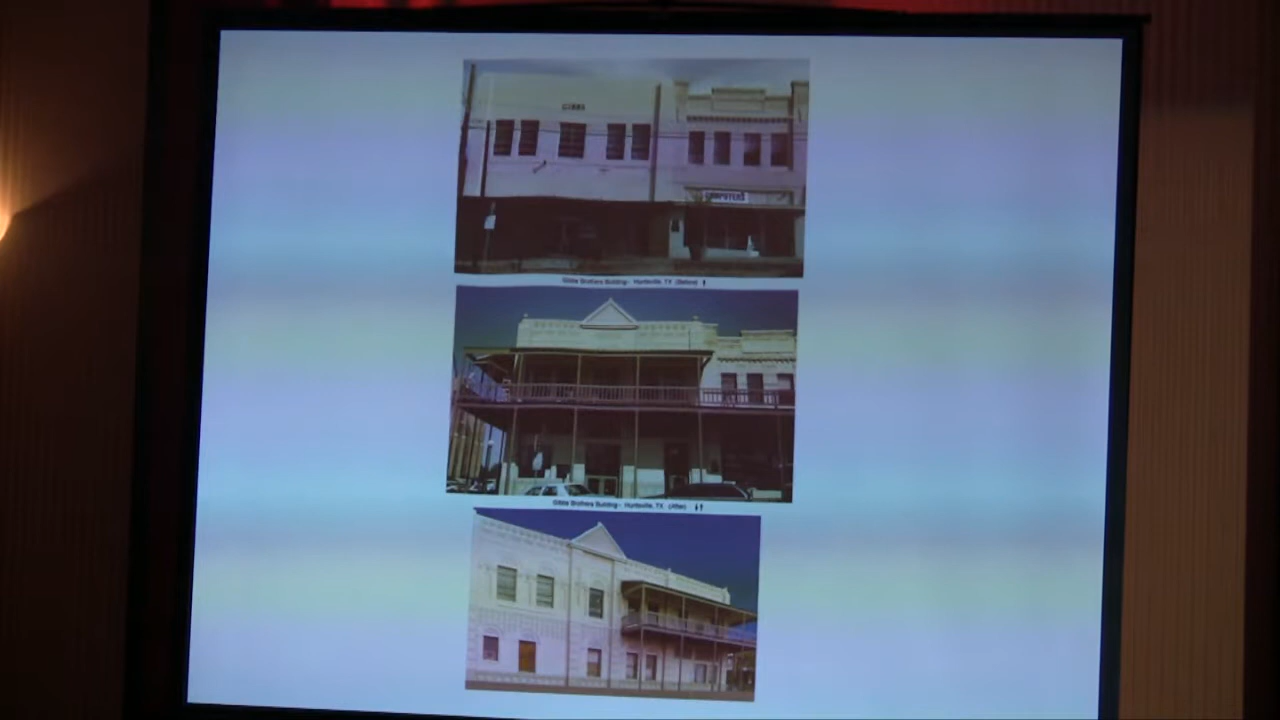 GIBBS
COMPUTERS
Gibbs Brothers Building - Huntsville, TX (Before)
Gibbs Brothers Building - Huntsville, TX (After)